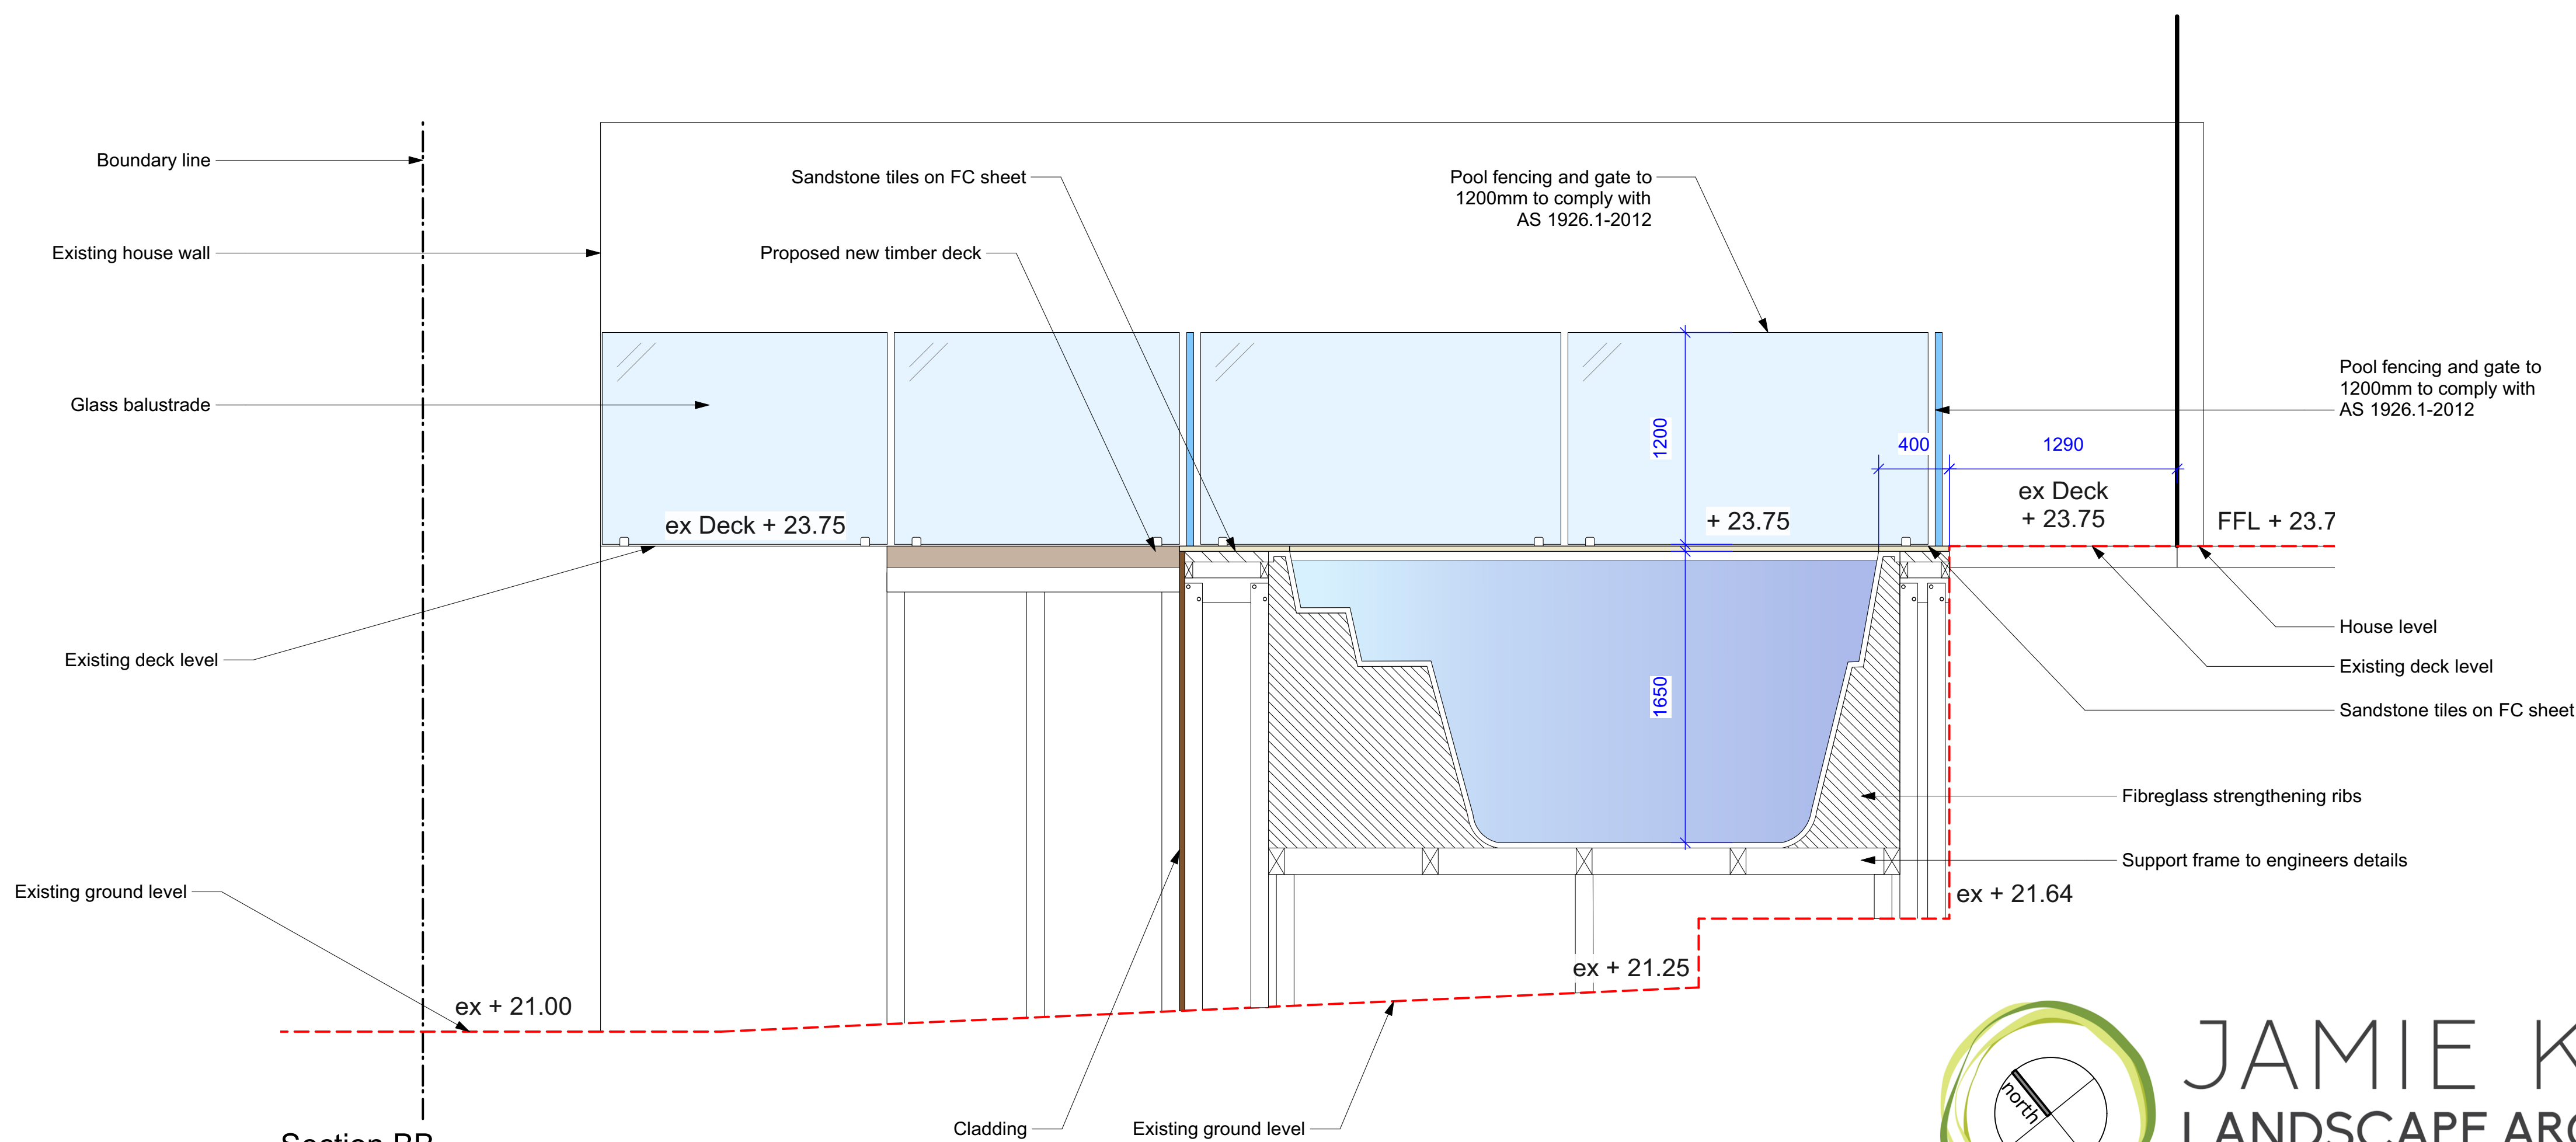 Boundary line
Sandstone tiles on FC sheet
Pool fencing and gate to
1200mm to comply with
AS 1926.1-2012
Existing house wall
Proposed new timber deck
Glass balustrade
Pool fencing and gate to
1200mm to comply with
AS 1926.1-2012
1200
400
1290
ex Deck + 23.75
+ 23.75
ex Deck
+ 23.75
FFL + 23.7
House level
Existing deck level
Existing deck level
1650
Sandstone tiles on FC sheet
Fibreglass strengthening ribs
Support frame to engineers details
Existing ground level
ex + 21.64
ex + 21.25
ex + 21.00
Cladding
Existing ground level
Section BB
north
JAMIE K
LANDSCAPE ARC